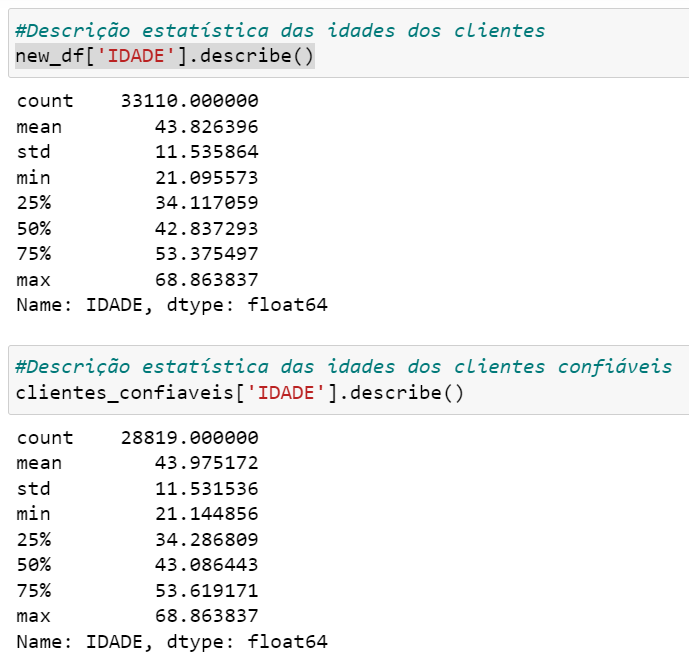 #Descrição estatística das idades dos clientes
new_df['IDADE'].describe()
count    33110.000000
mean        43.826396
std         11.535864
min         21.095573
25%         34.117059
50%         42.837293
75%         53.375497
max         68.863837
Name: IDADE, dtype: float64
#Descrição estatística das idades dos clientes confiáveis
clientes_confiaveis['IDADE'].describe()
count    28819.000000
mean        43.975172
std         11.531536
min         21.144856
25%         34.286809
50%         43.086443
75%         53.619171
max         68.863837
Name: IDADE, dtype: float64